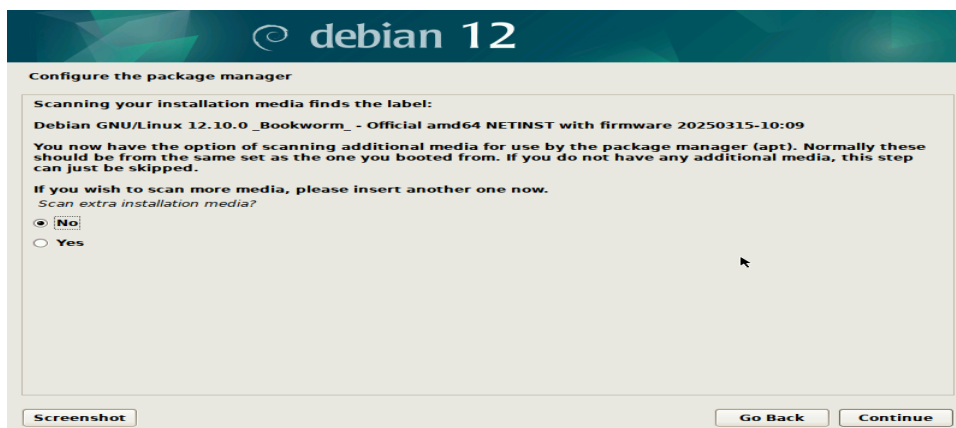 debian 12
Configure the package manager
Scanning your installation media finds the label:
Debian GNU/Linux 12.10.0 _Bookworm_ - Official amd64 NETINST with firmware 20250315-10:09
You now have the option of scanning additional media for use by the package manager (apt). Normally these
should be from the same set as the one you booted from. If you do not have any additional media, this step
can just be skipped.
If you wish to scan more media, please insert another one now.
Scan extra installation media?
No
Yes
Screenshot
Go Back
Continue